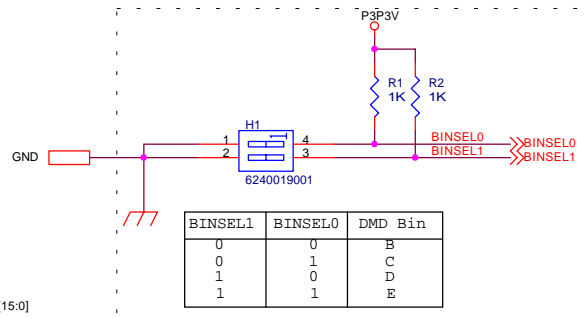 P3P3V
R1 R2
1K 1K
H1
1 4 BINSEL0 BINSEL0
GND 2 3 BINSEL1 BINSEL1
6240019001
BINSEL1 BINSEL0 DMD Bin
0 0 B
0 1 C
1 0 D
1 1 E
[15:0]